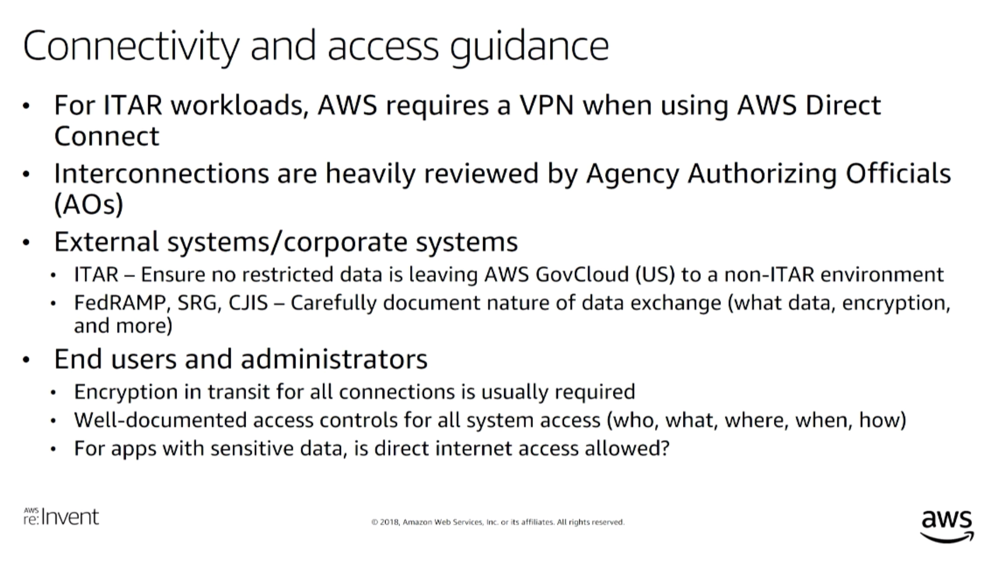 Connectivity and access guidance
• For ITAR workloads, AWS requires a VPN when using AWS Direct
Connect
• Interconnections are heavily reviewed by Agency Authorizing Officials
(AOs)
• External systems/corporate systems
• ITAR – Ensure no restricted data is leaving AWS GovCloud (US) to a non-ITAR environment
• FedRAMP, SRG, CJIS – Carefully document nature of data exchange (what data, encryption,
and more)
• End users and administrators
• Encryption in transit for all connections is usually required
• Well-documented access controls for all system access (who, what, where, when, how)
• For apps with sensitive data, is direct internet access allowed?
AWS
re:Invent
© 2018, Amazon Web Services, Inc. or its affiliates. All rights reserved.
aws